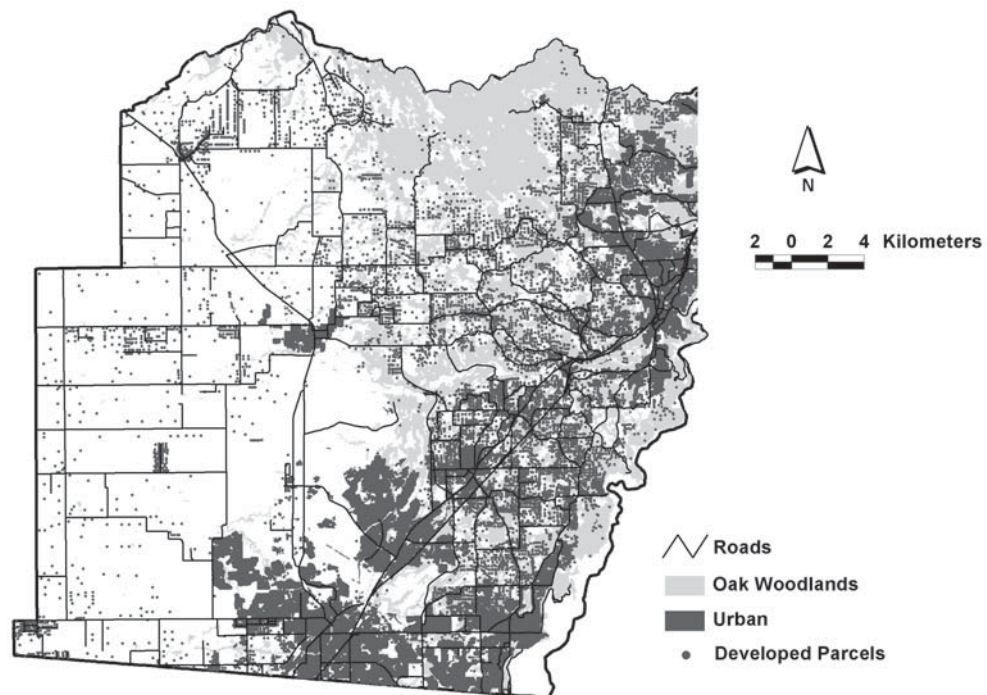 N
2 0 2 4 Kilometers
Roads
Oak Woodlands
Urban
Developed Parcels